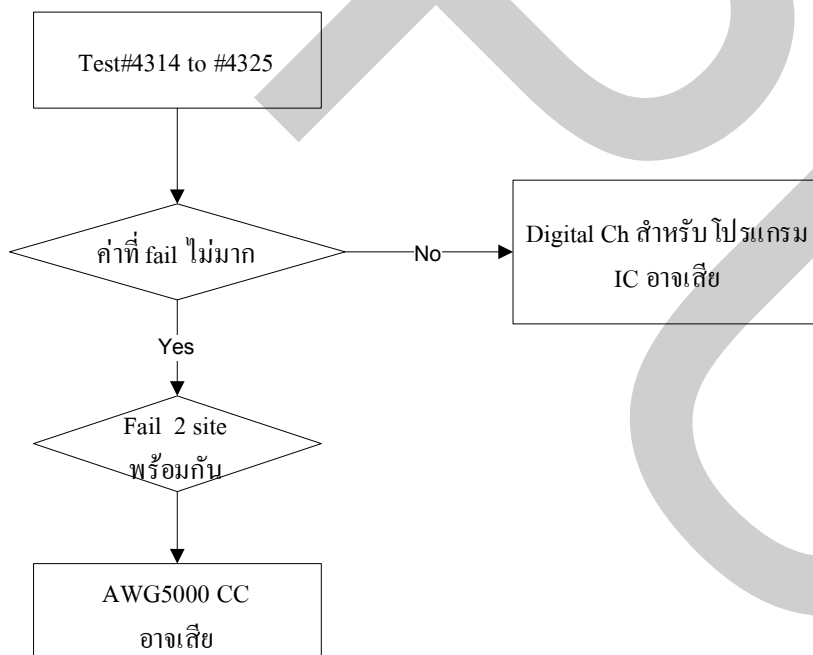 Test#4314 to #4325
ค่าที่ fail ไม่มาก
No
Digital Ch สำหรับ โปรแกรม
IC อาจเสีย
Yes
Fail 2 site
พร้อมกัน
AWG5000 CC
อาจเสีย